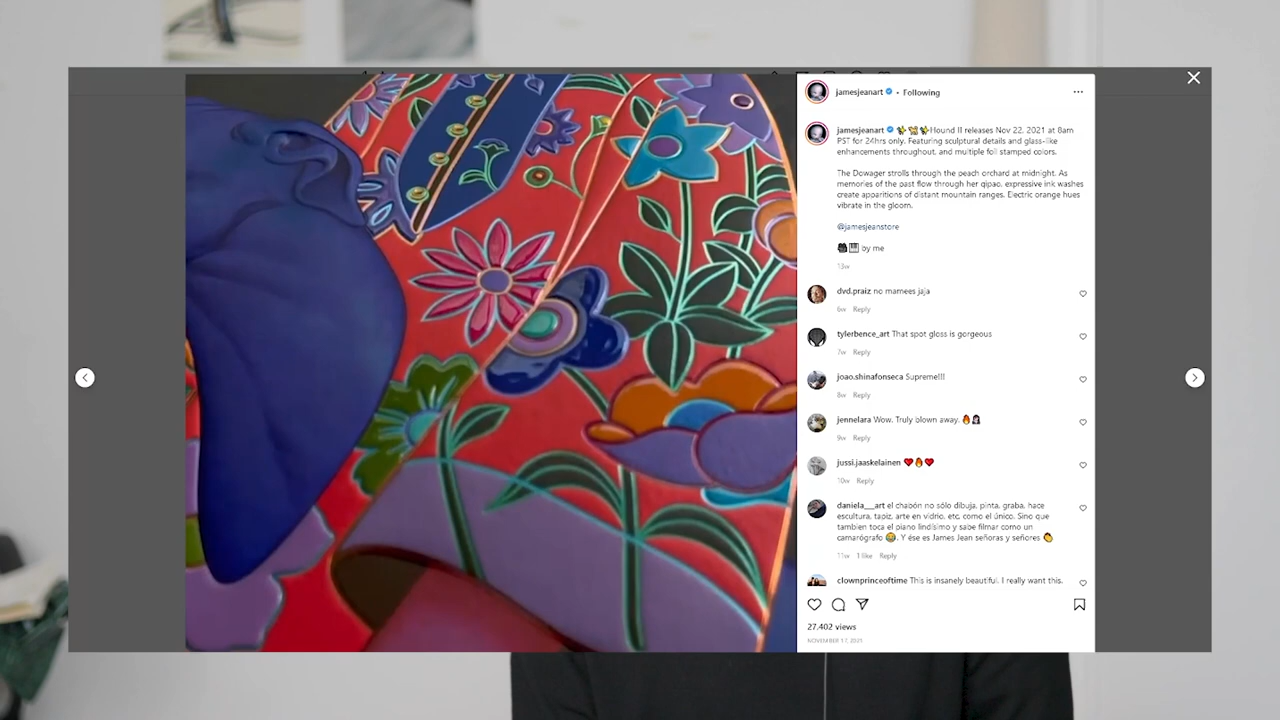 jamesjeanart • Following
jamesjeanart ✨🐩✨Hound II releases Nov 22, 2021 at 8am
PST for 24hrs only. Featuring sculptural details and glass-like
enhancements throughout, and multiple foil stamped colors.
The Dowager strolls through the peach orchard at midnight. As
memories of the past flow through her qipao, expressive ink washes
create apparitions of distant mountain ranges. Electric orange hues
vibrate in the gloom.
@jamesjeanstore
by me
13w
dvd.praiz no mamees jaja
6w Reply
tylerbence_art That spot gloss is gorgeous
7w Reply
joao.shinafonseca Supreme!!!
8w Reply
jennelara Wow. Truly blown away. 🔥
9w Reply
jussi.jaaskelainen ❤️🔥❤️
10w Reply
daniela___art el chabón no sólo dibuja, pinta, graba, hace
escultura, tapiz, arte en vidrio, etc, como el único. Sino que
tambien toca el piano lindísimo y sabe filmar como un
camarógrafo 😂. Y ése es James Jean señoras y señores 👏
11w 1 like Reply
clownprinceoftime This is insanely beautiful. I really want this.
27,402 views
NOVEMBER 17, 2021